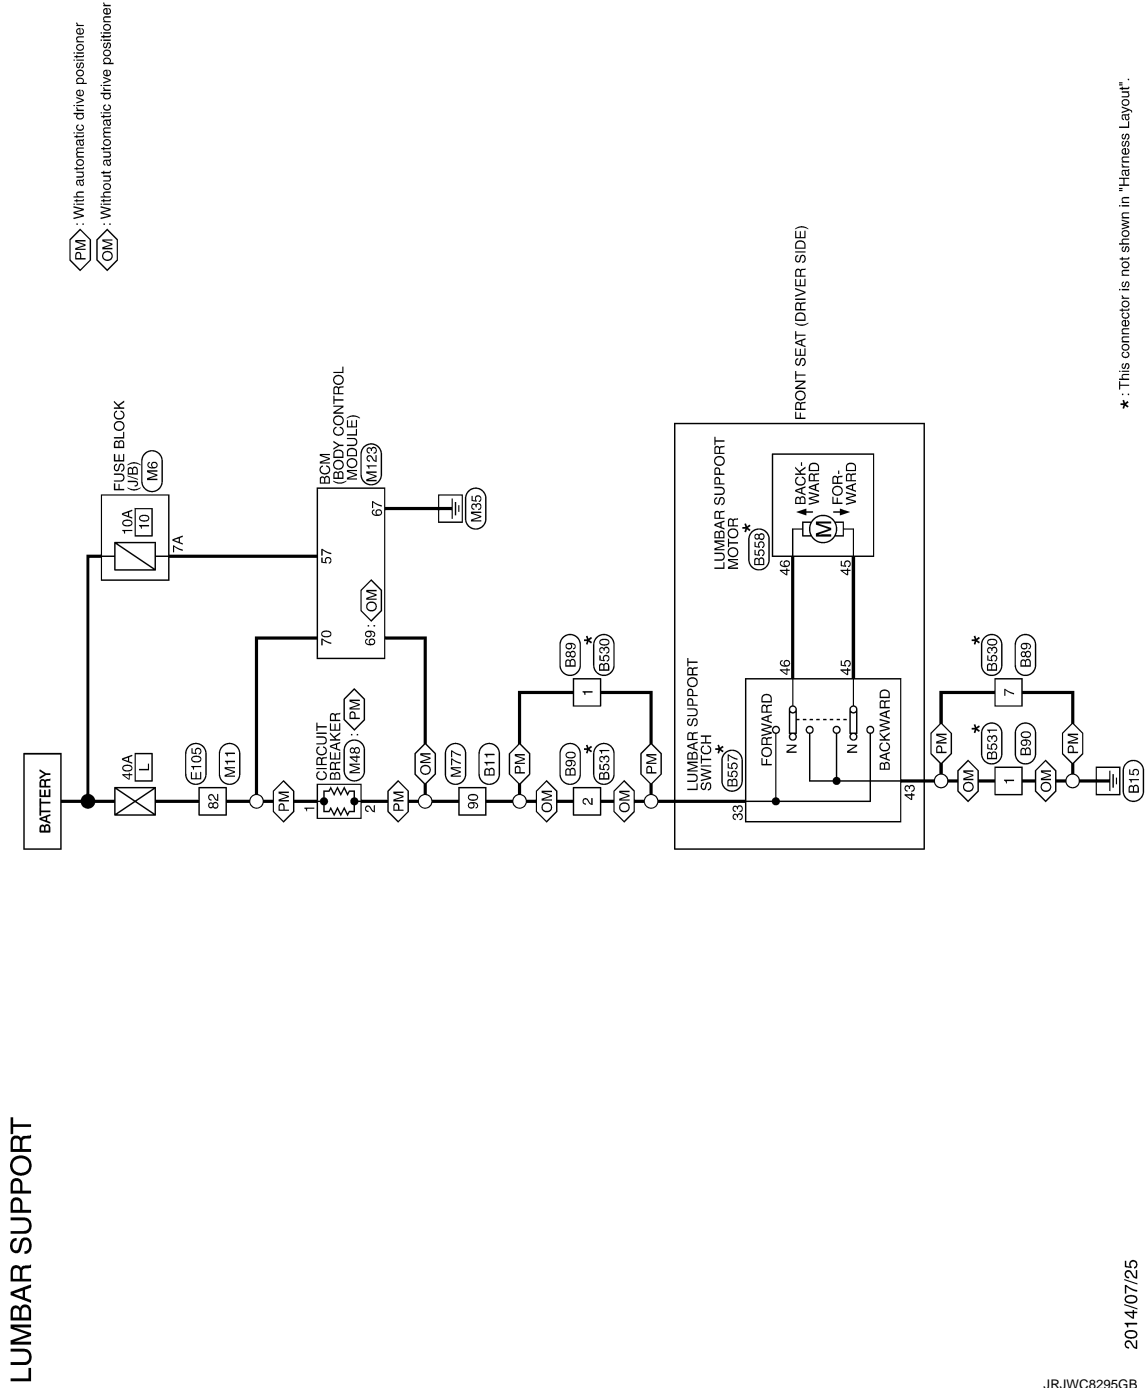 LUMBAR SUPPORT
BATTERY
40A
L
E105
82
M11
PM
1
CIRCUIT
BREAKER
M48 : PM
2
PM
OM
M77
90
B11
PM
OM
B90
2
* B531
OM
PM
B89
1
* B530
FUSE BLOCK
(J/B)
M6
10A
10
7A
BCM
(BODY CONTROL
MODULE)
M123
70
57
69 : OM
67
M35
PM : With automatic drive positioner
OM : Without automatic drive positioner
FRONT SEAT (DRIVER SIDE)
LUMBAR SUPPORT
SWITCH *
B557
33
FORWARD
N
N
BACKWARD
43
46
45
46
45
LUMBAR SUPPORT
MOTOR *
B558
M
BACK-
WARD
FOR-
WARD
PM
OM
* B531
1
B90
OM
PM
* B530
7
B89
B15
* : This connector is not shown in "Harness Layout".
2014/07/25
JRJWC8295GB